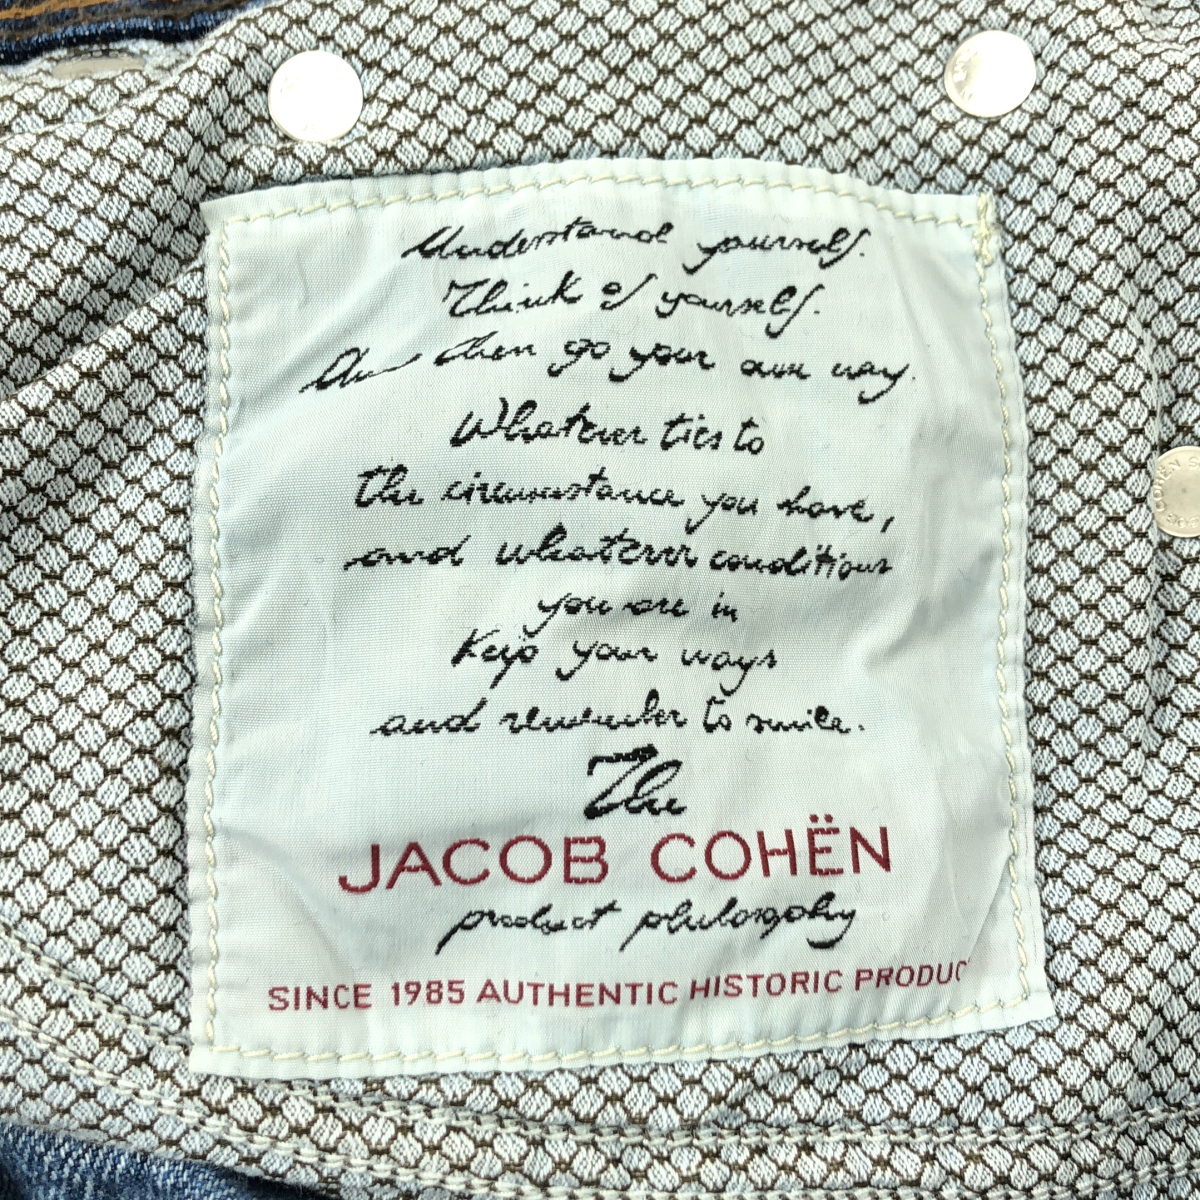 Understand yourself.
Think of yourself.
And then go your own way.
Whatever ties to
the circumstance you have,
and whatever conditions
you are in
Keep your ways
and remember to smile.
The
JACOB COHËN
product philosophy
SINCE 1985 AUTHENTIC HISTORIC PRODUC